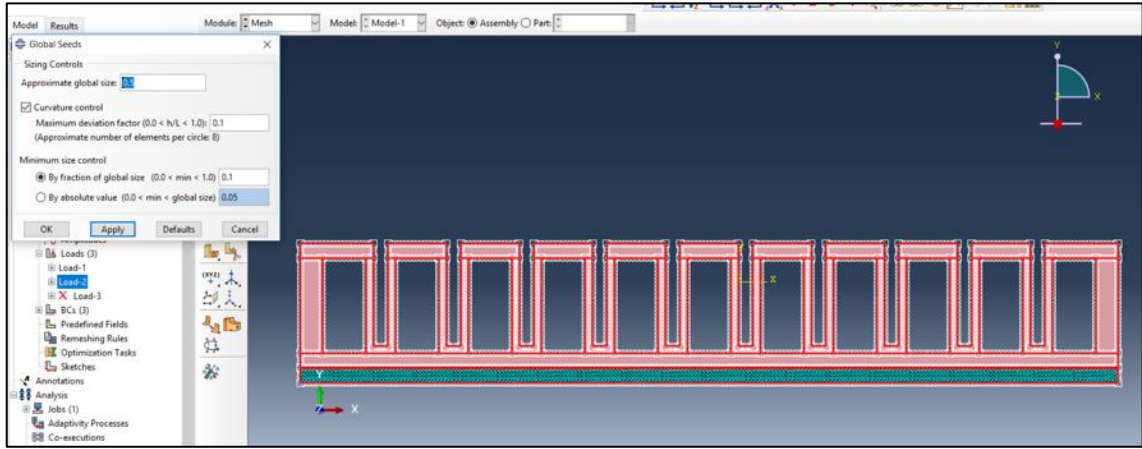 Model Results
Module: Mesh Model: Model-1 Object: Assembly Part:
Global Seeds
Sizing Controls
Approximate global size: 0.5
Curvature control
Maximum deviation factor (0.0 < h/L < 1.0): 0.1
(Approximate number of elements per circle: 8)
Minimum size control
By fraction of global size (0.0 < min < 1.0) 0.1
By absolute value (0.0 < min < global size) 0.05
OK Apply Defaults Cancel
Loads (3)
Load-1
Load-2
Load-3
BCs (3)
Predefined Fields
Remeshing Rules
Optimization Tasks
Sketches
Annotations
Analysis
Jobs (1)
Adaptivity Processes
Co-executions
(XYZ)
Y
X
X
Y
X